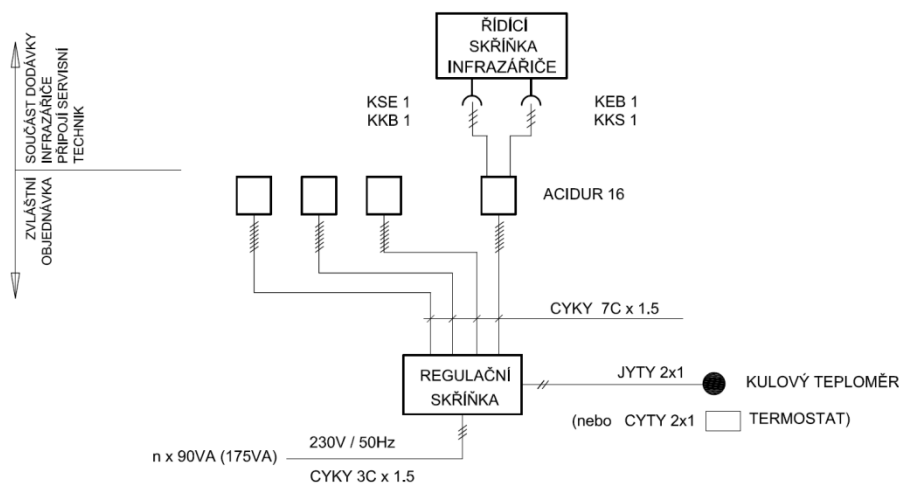 ŘÍDÍCÍ
SKŘÍŇKA
INFRAZÁŘIČE
SOUČÁST DODÁVKY
INFRAZÁŘIČE
PŘIPOJÍ SERVISNÍ
TECHNIK
KSE 1
KKB 1
KEB 1
KKS 1
ZVLÁŠTNÍ
OBJEDNÁVKA
ACIDUR 16
CYKY 7C x 1.5
REGULAČNÍ
SKŘÍŇKA
JYTY 2x1
KULOVÝ TEPLOMĚR
(nebo CYTY 2x1 TERMOSTAT)
230V / 50Hz
n x 90VA (175VA)
CYKY 3C x 1.5